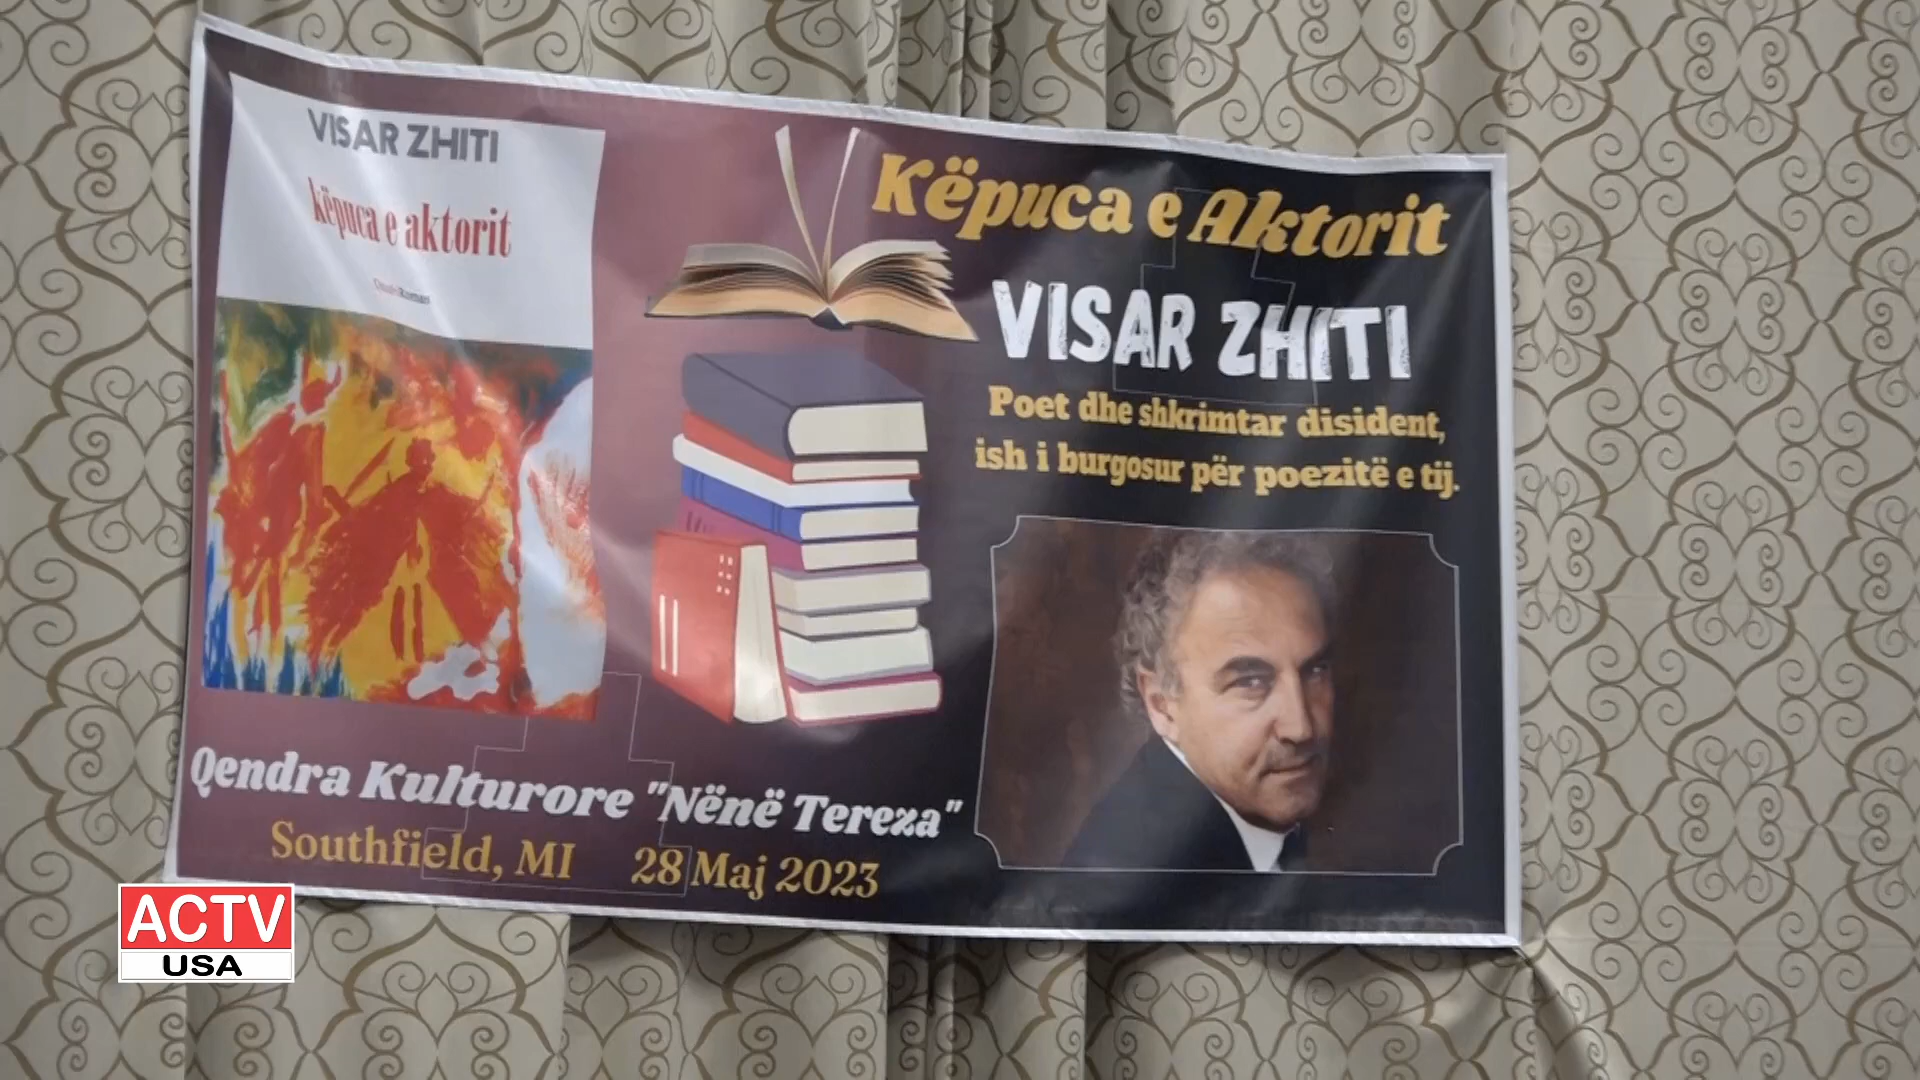 VISAR ZHITI
këpuca e aktorit
Këpuca e Aktorit
VISAR ZHITI
Poet dhe shkrimtar disident,
ish i burgosur për poezitë e tij.
Qendra Kulturore "Nënë Tereza"
Southfield, MI 28 Maj 2023
ACTV
USA